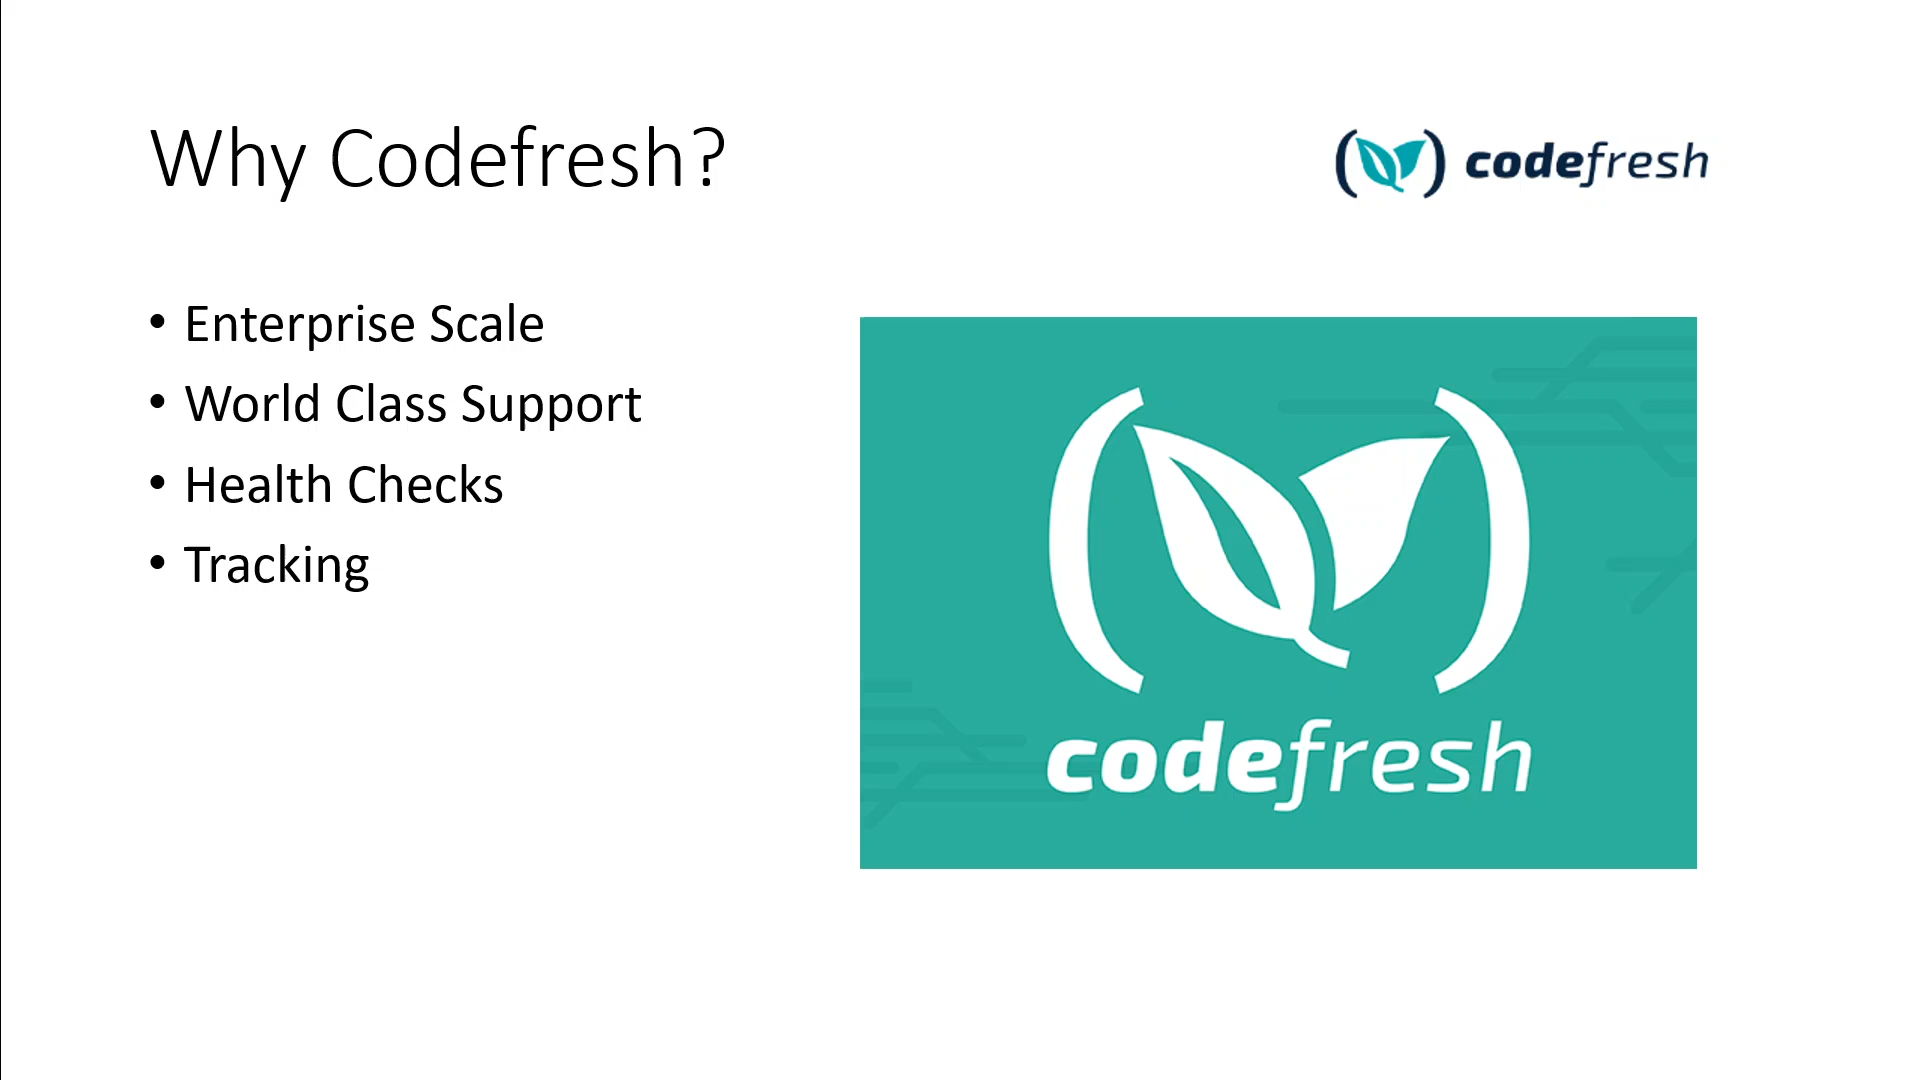 Why Codefresh?
codefresh
• Enterprise Scale
• World Class Support
• Health Checks
• Tracking
codefresh